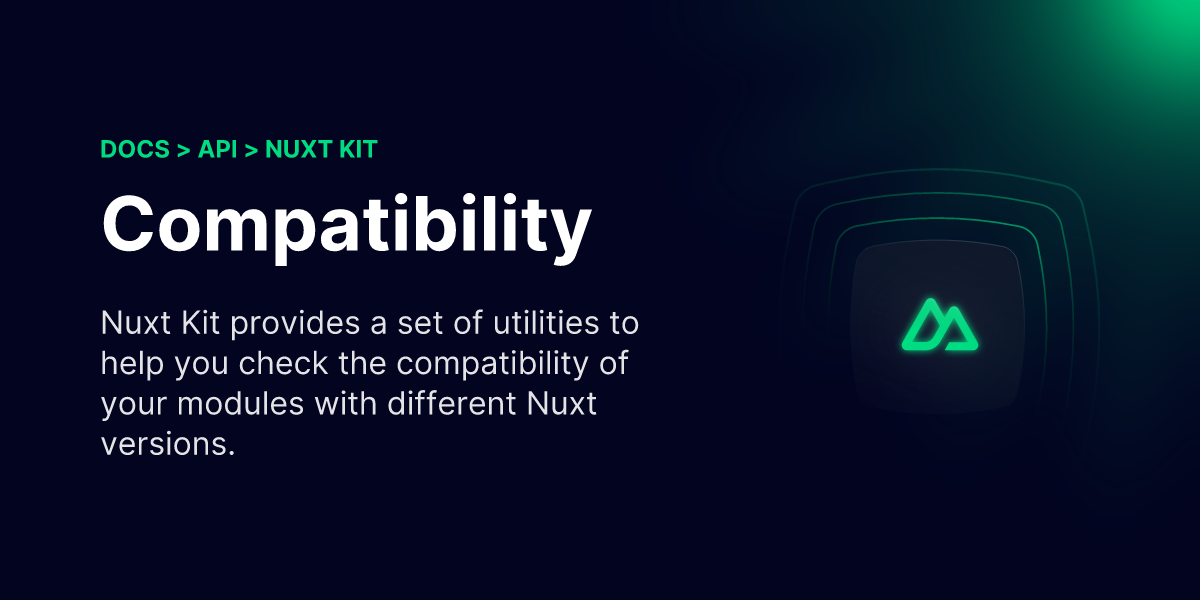 DOCS > API > NUXT KIT
Compatibility
Nuxt Kit provides a set of utilities to
help you check the compatibility of
your modules with different Nuxt
versions.